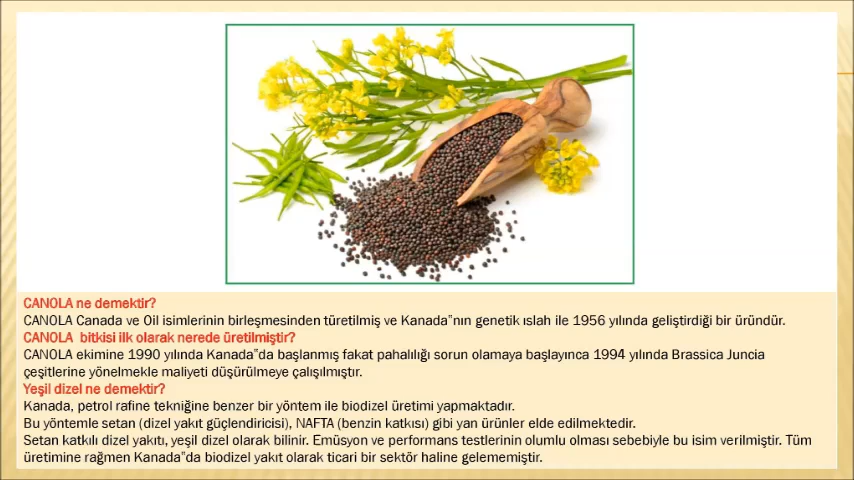 CANOLA ne demektir?
CANOLA Canada ve Oil isimlerinin birleşmesinden türetilmiş ve Kanada‟nın genetik ıslah ile 1956 yılında geliştirdiği bir üründür.
CANOLA  bitkisi ilk olarak nerede üretilmiştir?
CANOLA ekimine 1990 yılında Kanada‟da başlanmış fakat pahalılığı sorun olamaya başlayınca 1994 yılında Brassica Juncia
çeşitlerine yönelmekle maliyeti düşürülmeye çalışılmıştır.
Yeşil dizel ne demektir?
Kanada, petrol rafine tekniğine benzer bir yöntem ile biodizel üretimi yapmaktadır.
Bu yöntemle setan (dizel yakıt güçlendiricisi), NAFTA (benzin katkısı) gibi yan ürünler elde edilmektedir.
Setan katkılı dizel yakıtı, yeşil dizel olarak bilinir. Emüsyon ve performans testlerinin olumlu olması sebebiyle bu isim verilmiştir. Tüm
üretimine rağmen Kanada‟da biodizel yakıt olarak ticari bir sektör haline gelememiştir.